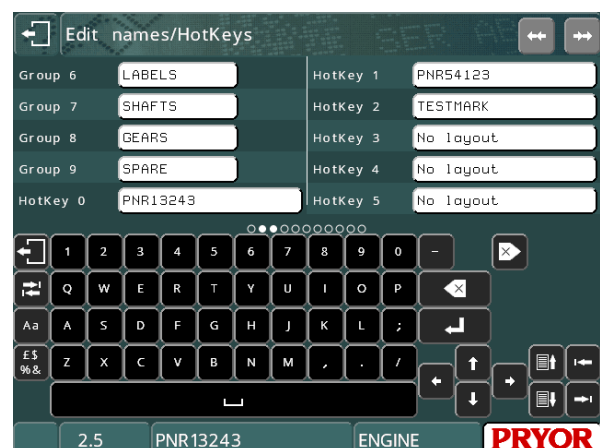 Edit names/HotKeys
Group 6 LABELS HotKey 1 PNR54123
Group 7 SHAFTS HotKey 2 TESTMARK
Group 8 GEARS HotKey 3 No layout
Group 9 SPARE HotKey 4 No layout
HotKey 0 PNR13243 HotKey 5 No layout
1 2 3 4 5 6 7 8 9 0 -
Q W E R T Y U I O P
Aa A S D F G H J K L ;
£$ %& Z X C V B N M , . /
2.5 PNR13243 ENGINE PRYOR